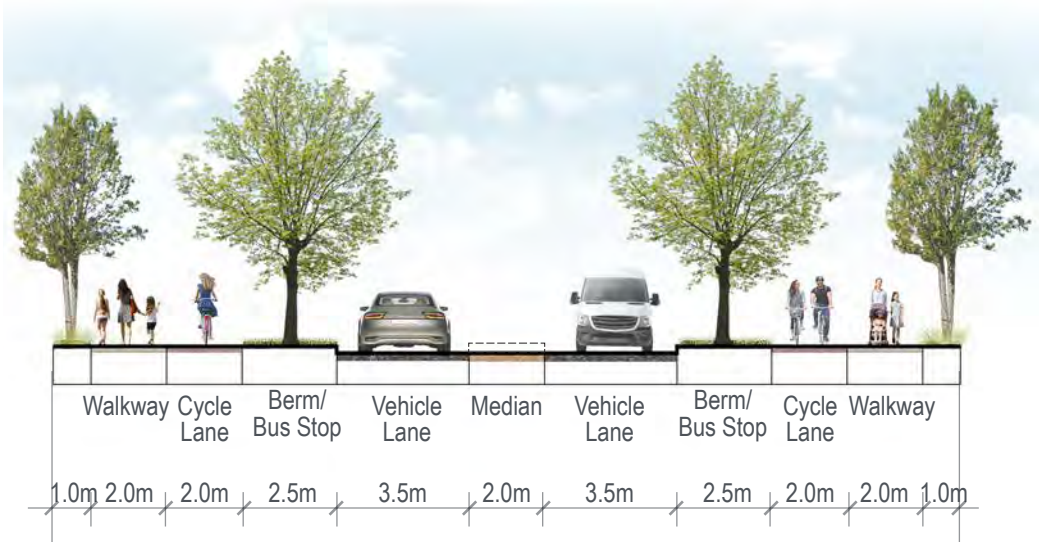 Walkway Cycle Lane Berm/ Bus Stop Vehicle Lane Median Vehicle Lane Berm/ Bus Stop Cycle Lane Walkway
1.0m 2.0m 2.0m 2.5m 3.5m 2.0m 3.5m 2.5m 2.0m 2.0m 1.0m